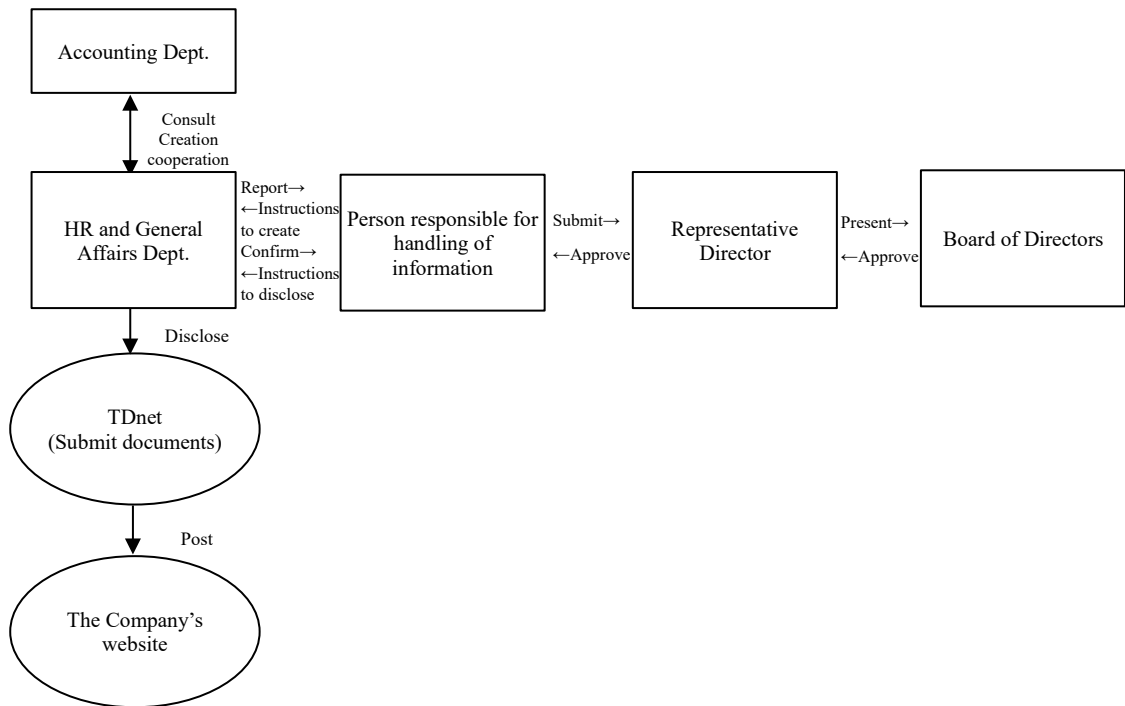 Accounting Dept.
Consult
Creation
cooperation
HR and General
Affairs Dept.
Report→
←Instructions
to create
Confirm→
←Instructions
to disclose
Person responsible for
handling of
information
Submit→
←Approve
Representative
Director
Present→
←Approve
Board of Directors
Disclose
TDnet
(Submit documents)
Post
The Company’s
website